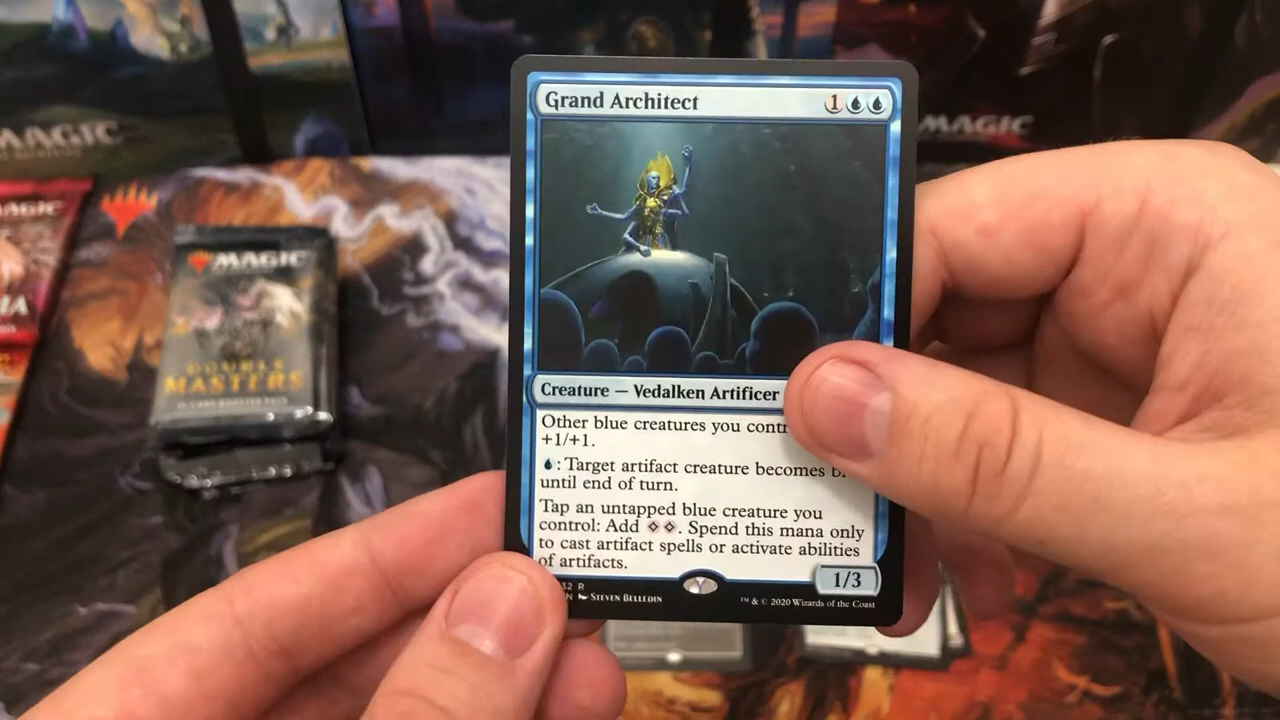 MAGIC
MAGIC
MAGIC
MAGIC
DOUBLE
MASTERS
Grand Architect 1
Creature — Vedalken Artificer
Other blue creatures you
+1/+1.
: Target artifact creature becomes
until end of turn.
Tap an untapped blue creature you
control: Add . Spend this mana only
to cast artifact spells or activate abilities
of artifacts.
1/3
R
STEVEN BELLEDIN
™ & © 2020 Wizards of the Coast